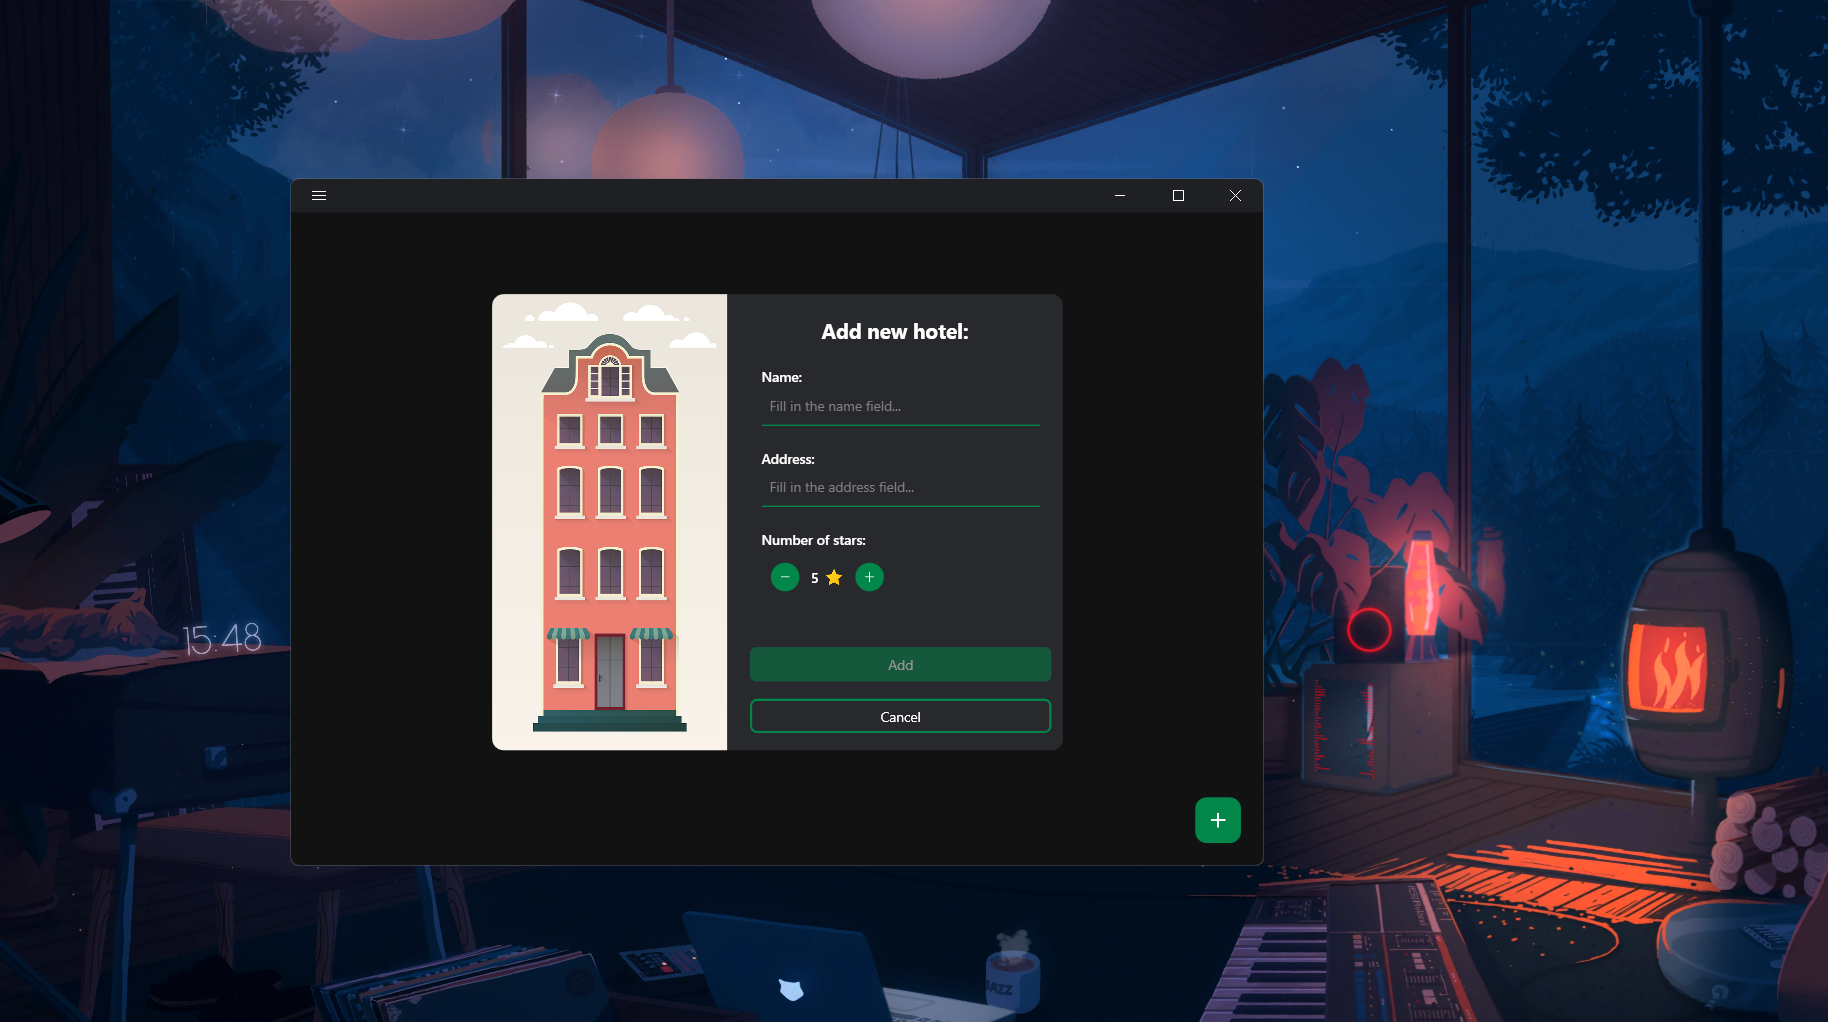 Add new hotel:
Name:
Fill in the name field...
Address:
Fill in the address field...
Number of stars:
5
Add
Cancel
15:48
JAZZ
Roland